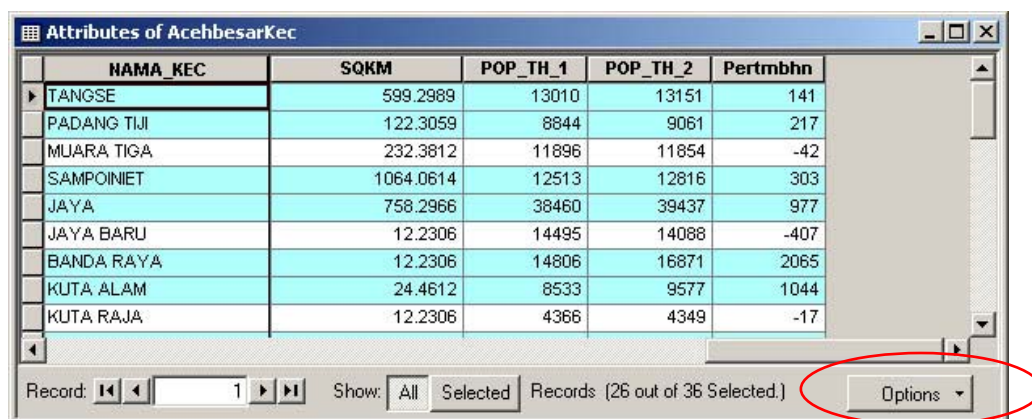 Attributes of AcehbesarKec
NAMA_KEC SQKM POP_TH_1 POP_TH_2 Pertmbhn
TANGSE 599.2989 13010 13151 141
PADANG TIJI 122.3059 8844 9061 217
MUARA TIGA 232.3812 11896 11854 -42
SAMPOINIET 1064.0614 12513 12816 303
JAYA 758.2966 38460 39437 977
JAYA BARU 12.2306 14495 14088 -407
BANDA RAYA 12.2306 14806 16871 2065
KUTA ALAM 24.4612 8533 9577 1044
KUTA RAJA 12.2306 4366 4349 -17
Record: 1 Show: All Selected Records (26 out of 36 Selected.) Options